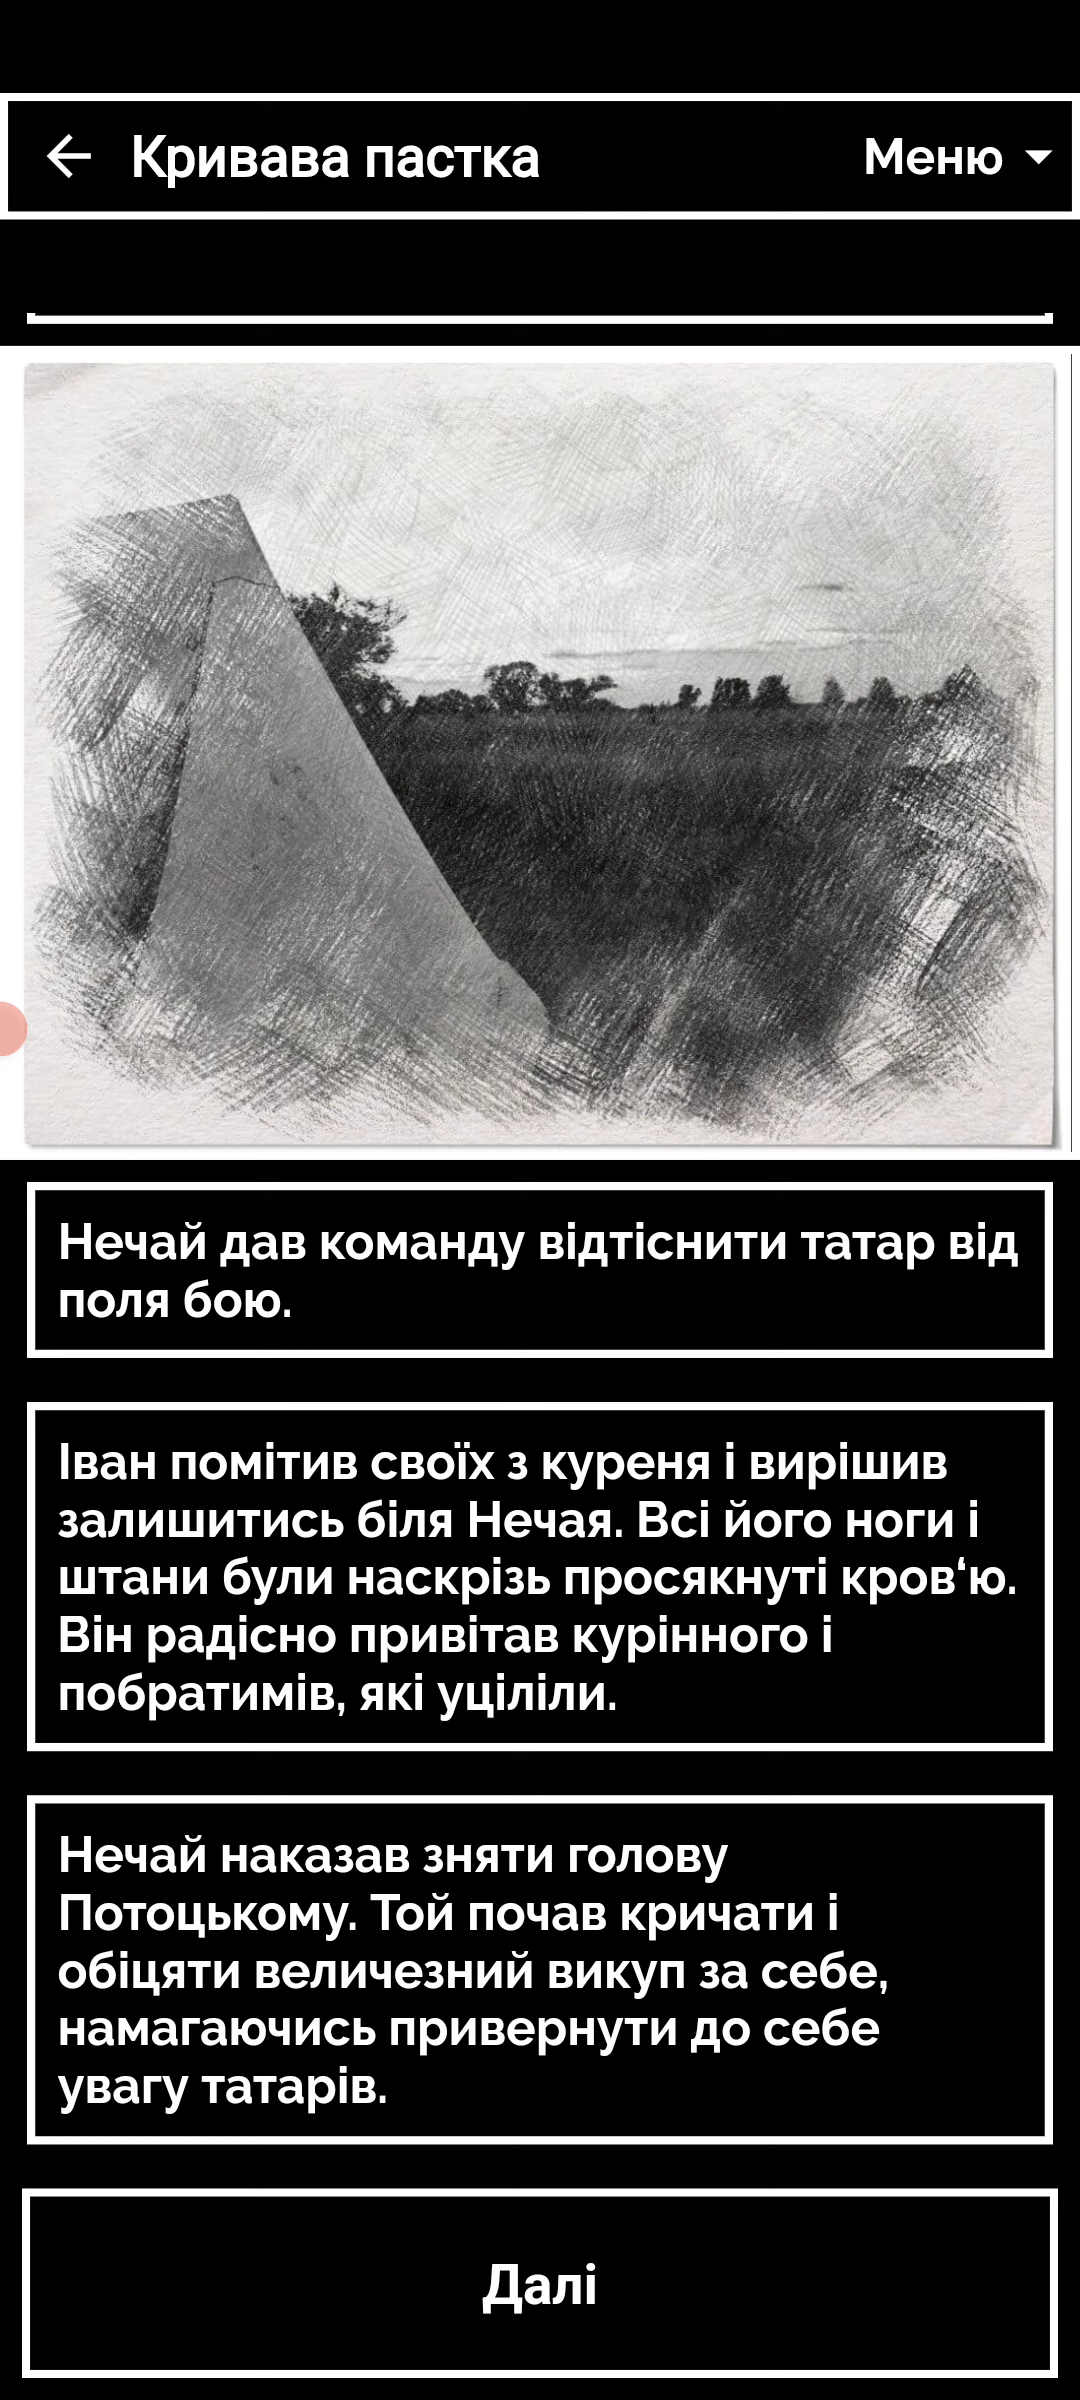 Кривава пастка
Меню
Нечай дав команду відтіснити татар від
поля бою.
Іван помітив своїх з куреня і вирішив
залишитись біля Нечая. Всі його ноги і
штани були наскрізь просякнуті кров‘ю.
Він радісно привітав курінного і
побратимів, які уціліли.
Нечай наказав зняти голову
Потоцькому. Той почав кричати і
обіцяти величезний викуп за себе,
намагаючись привернути до себе
увагу татарів.
Далі